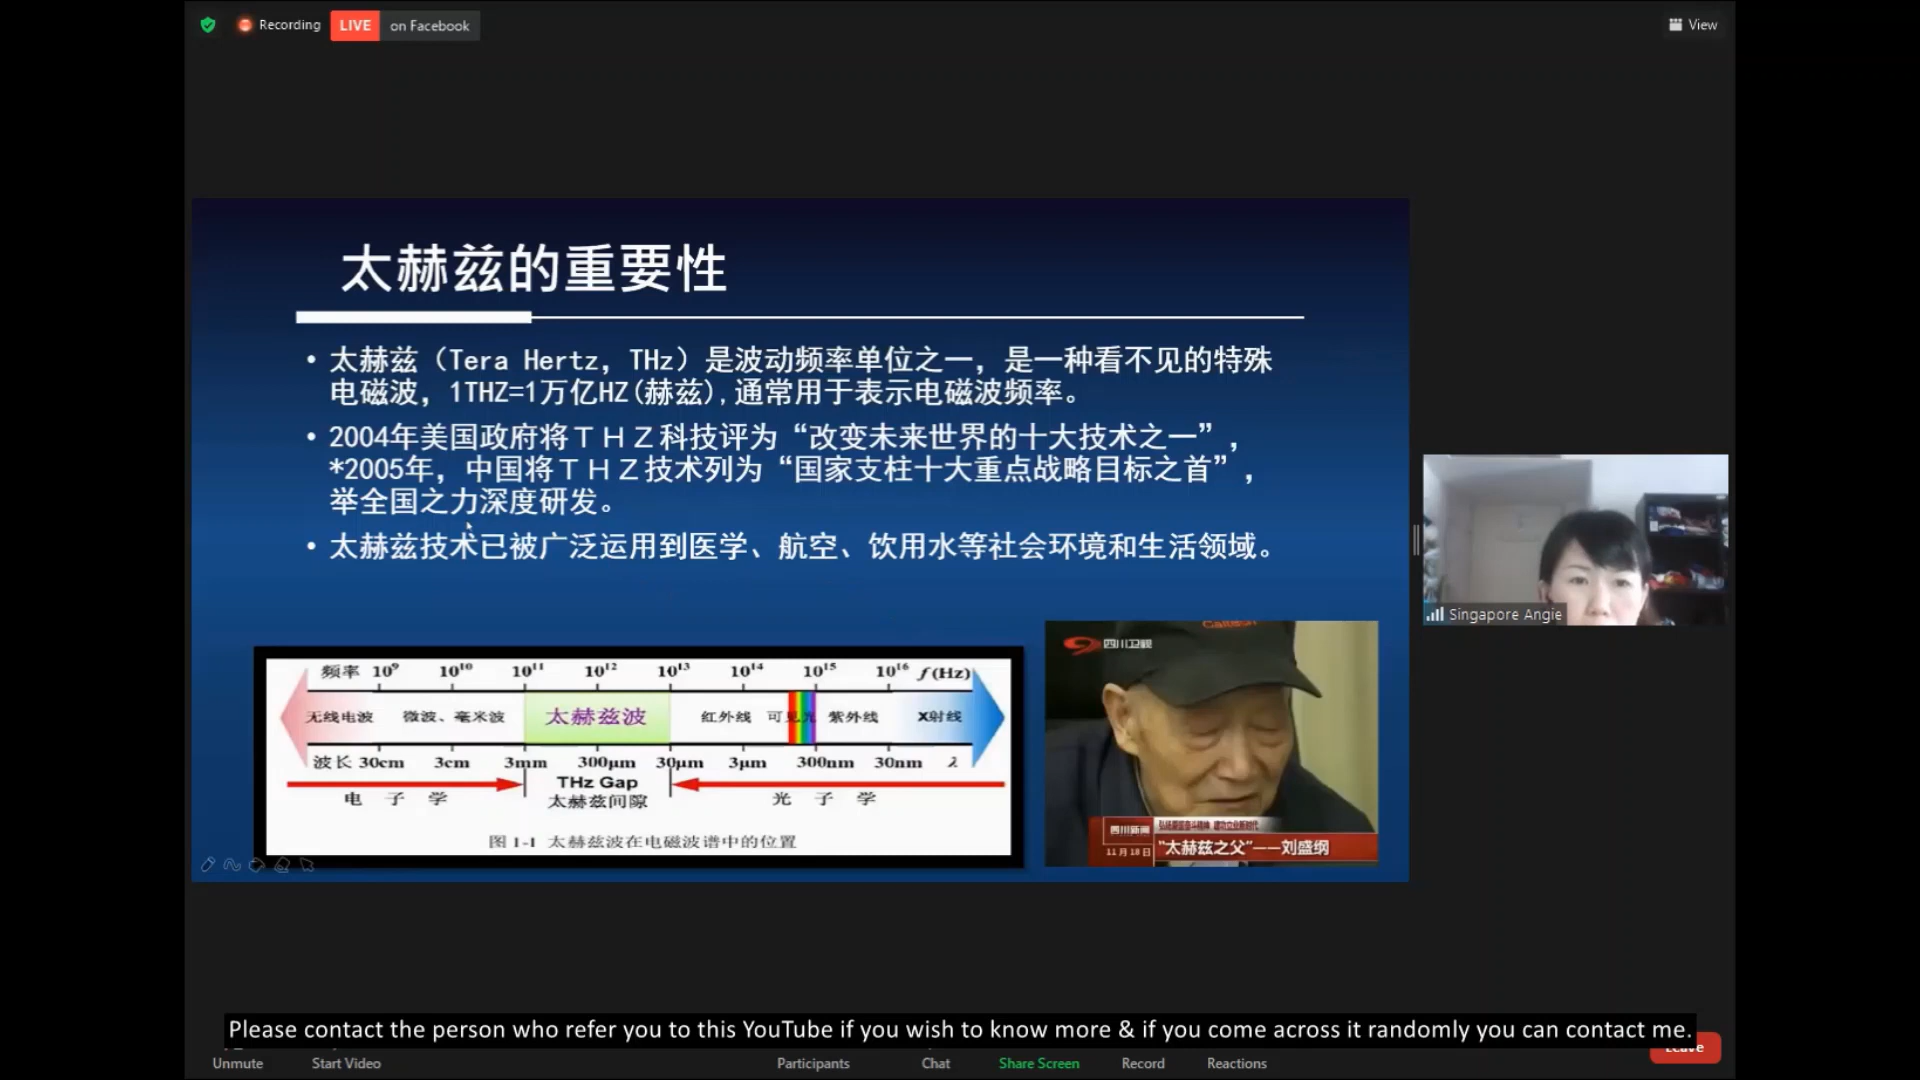 Recording LIVE on Facebook
View
太赫兹的重要性
• 太赫兹（Tera Hertz，THz）是波动频率单位之一，是一种看不见的特殊
电磁波，1THZ=1万亿HZ(赫兹),通常用于表示电磁波频率。
• 2004年美国政府将ＴＨＺ科技评为“改变未来世界的十大技术之一”，
*2005年，中国将ＴＨＺ技术列为“国家支柱十大重点战略目标之首”，
举全国之力深度研发。
• 太赫兹技术已被广泛运用到医学、航空、饮用水等社会环境和生活领域。
Singapore Angie
频率 10⁹ 10¹⁰ 10¹¹ 10¹² 10¹³ 10¹⁴ 10¹⁵ 10¹⁶ f(Hz)
无线电波 微波、毫米波 太赫兹波 红外线 可见光 紫外线 X射线
波长 30cm 3cm 3mm 300μm 30μm 3μm 300nm 30nm λ
THz Gap
电子学 太赫兹间隙 光子学
图 1-1 太赫兹波在电磁波谱中的位置
四川卫视
四川新闻
11月18日 “太赫兹之父”——刘盛纲
Please contact the person who refer you to this YouTube if you wish to know more & if you come across it randomly you can contact me.
Leave
Unmute Start Video Participants Chat Share Screen Record Reactions